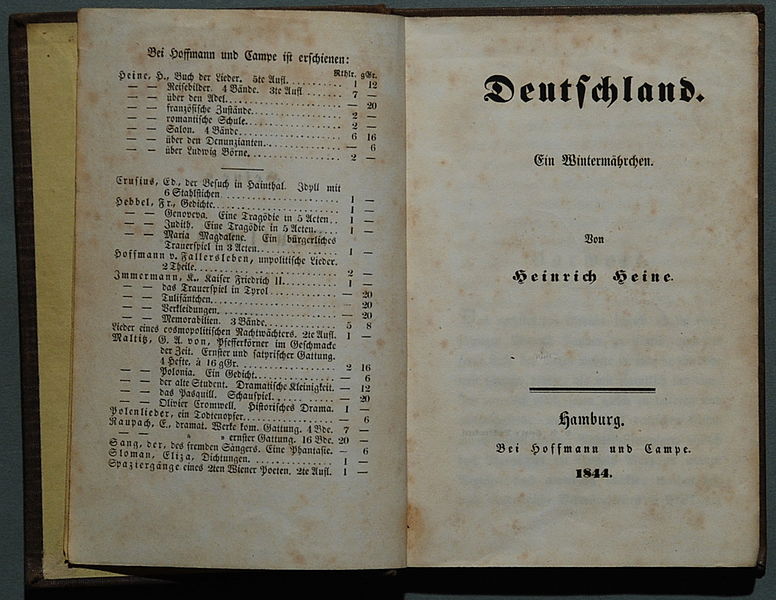 Bei Hoffmann und Campe ist erschienen:
Rthlr. gGr.
Heine, H., Buch der Lieder. 5te Aufl. . . . . . . . . . . 1 12
— — Reisebilder. 4 Bände. 3te Aufl . . . . . . . 7 —
— — über den Adel. . . . . . . . . . . . . . . . — 20
— — französische Zustände. . . . . . . . . . . . 2 —
— — romantische Schule. . . . . . . . . . . . . 2 —
— — Salon. 4 Bände. . . . . . . . . . . . . . . 6 16
— — über den Denunzianten. . . . . . . . . . . . — 6
— — über Ludwig Börne. . . . . . . . . . . . . . 2 —
Crusius, Ed., der Besuch in Hainthal. Idyll mit
6 Stahlstichen. . . . . . . . . . . . . . . 1 —
Hebbel, Fr., Gedichte. . . . . . . . . . . . . . . . 1 —
— — Genoveva. Eine Tragödie in 5 Acten. . 1 —
— — Judith. Eine Tragödie in 5 Acten. . . . 1 —
— — Maria Magdalene. Ein bürgerliches
Trauerspiel in 3 Acten. . . . . . . . . . . 1 —
Hoffmann v. Fallersleben, unpolitische Lieder.
2 Theile. . . . . . . . . . . . . . . . . . 2 —
Immermann, K., Kaiser Friedrich II. . . . . . . . . 1 —
— — das Trauerspiel in Tyrol . . . . . . . . — 20
— — Tulifäntchen. . . . . . . . . . . . . . — 20
— — Verkleidungen. . . . . . . . . . . . . . — 20
— — Memorabilien. 3 Bände. . . . . . . . . . 5 8
Lieder eines cosmopolitischen Nachtwächters. 2te Aufl. 1 —
Maltitz, G. A. von, Pfefferkörner im Geschmacke
der Zeit. Ernster und satyrischer Gattung.
4 Hefte. à 16 gGr. . . . . . . . . . . . . 2 16
— — Polonia. Ein Gedicht. . . . . . . . . . — 6
— — der alte Student. Dramatische Kleinigkeit. — 12
— — das Pasquill. Schauspiel. . . . . . . . — 20
— — Olivier Cromwell. Historisches Drama. 1 —
Polenlieder, ein Todtenopfer. . . . . . . . . . . . — 6
Raupach, E., dramat. Werke kom. Gattung. 4 Bde. 7 —
— — „ „ ernster Gattung. 16 Bde. 20 —
Sang, der, des fremden Sängers. Eine Phantasie. — 6
Sloman, Eliza, Dichtungen. . . . . . . . . . . . . 1 —
Spaziergänge eines 2ten Wiener Poeten. 2te Aufl. 1 —
Deutschland.
Ein Wintermährchen.
Von
Heinrich Heine.
Hamburg.
Bei Hoffmann und Campe.
1844.